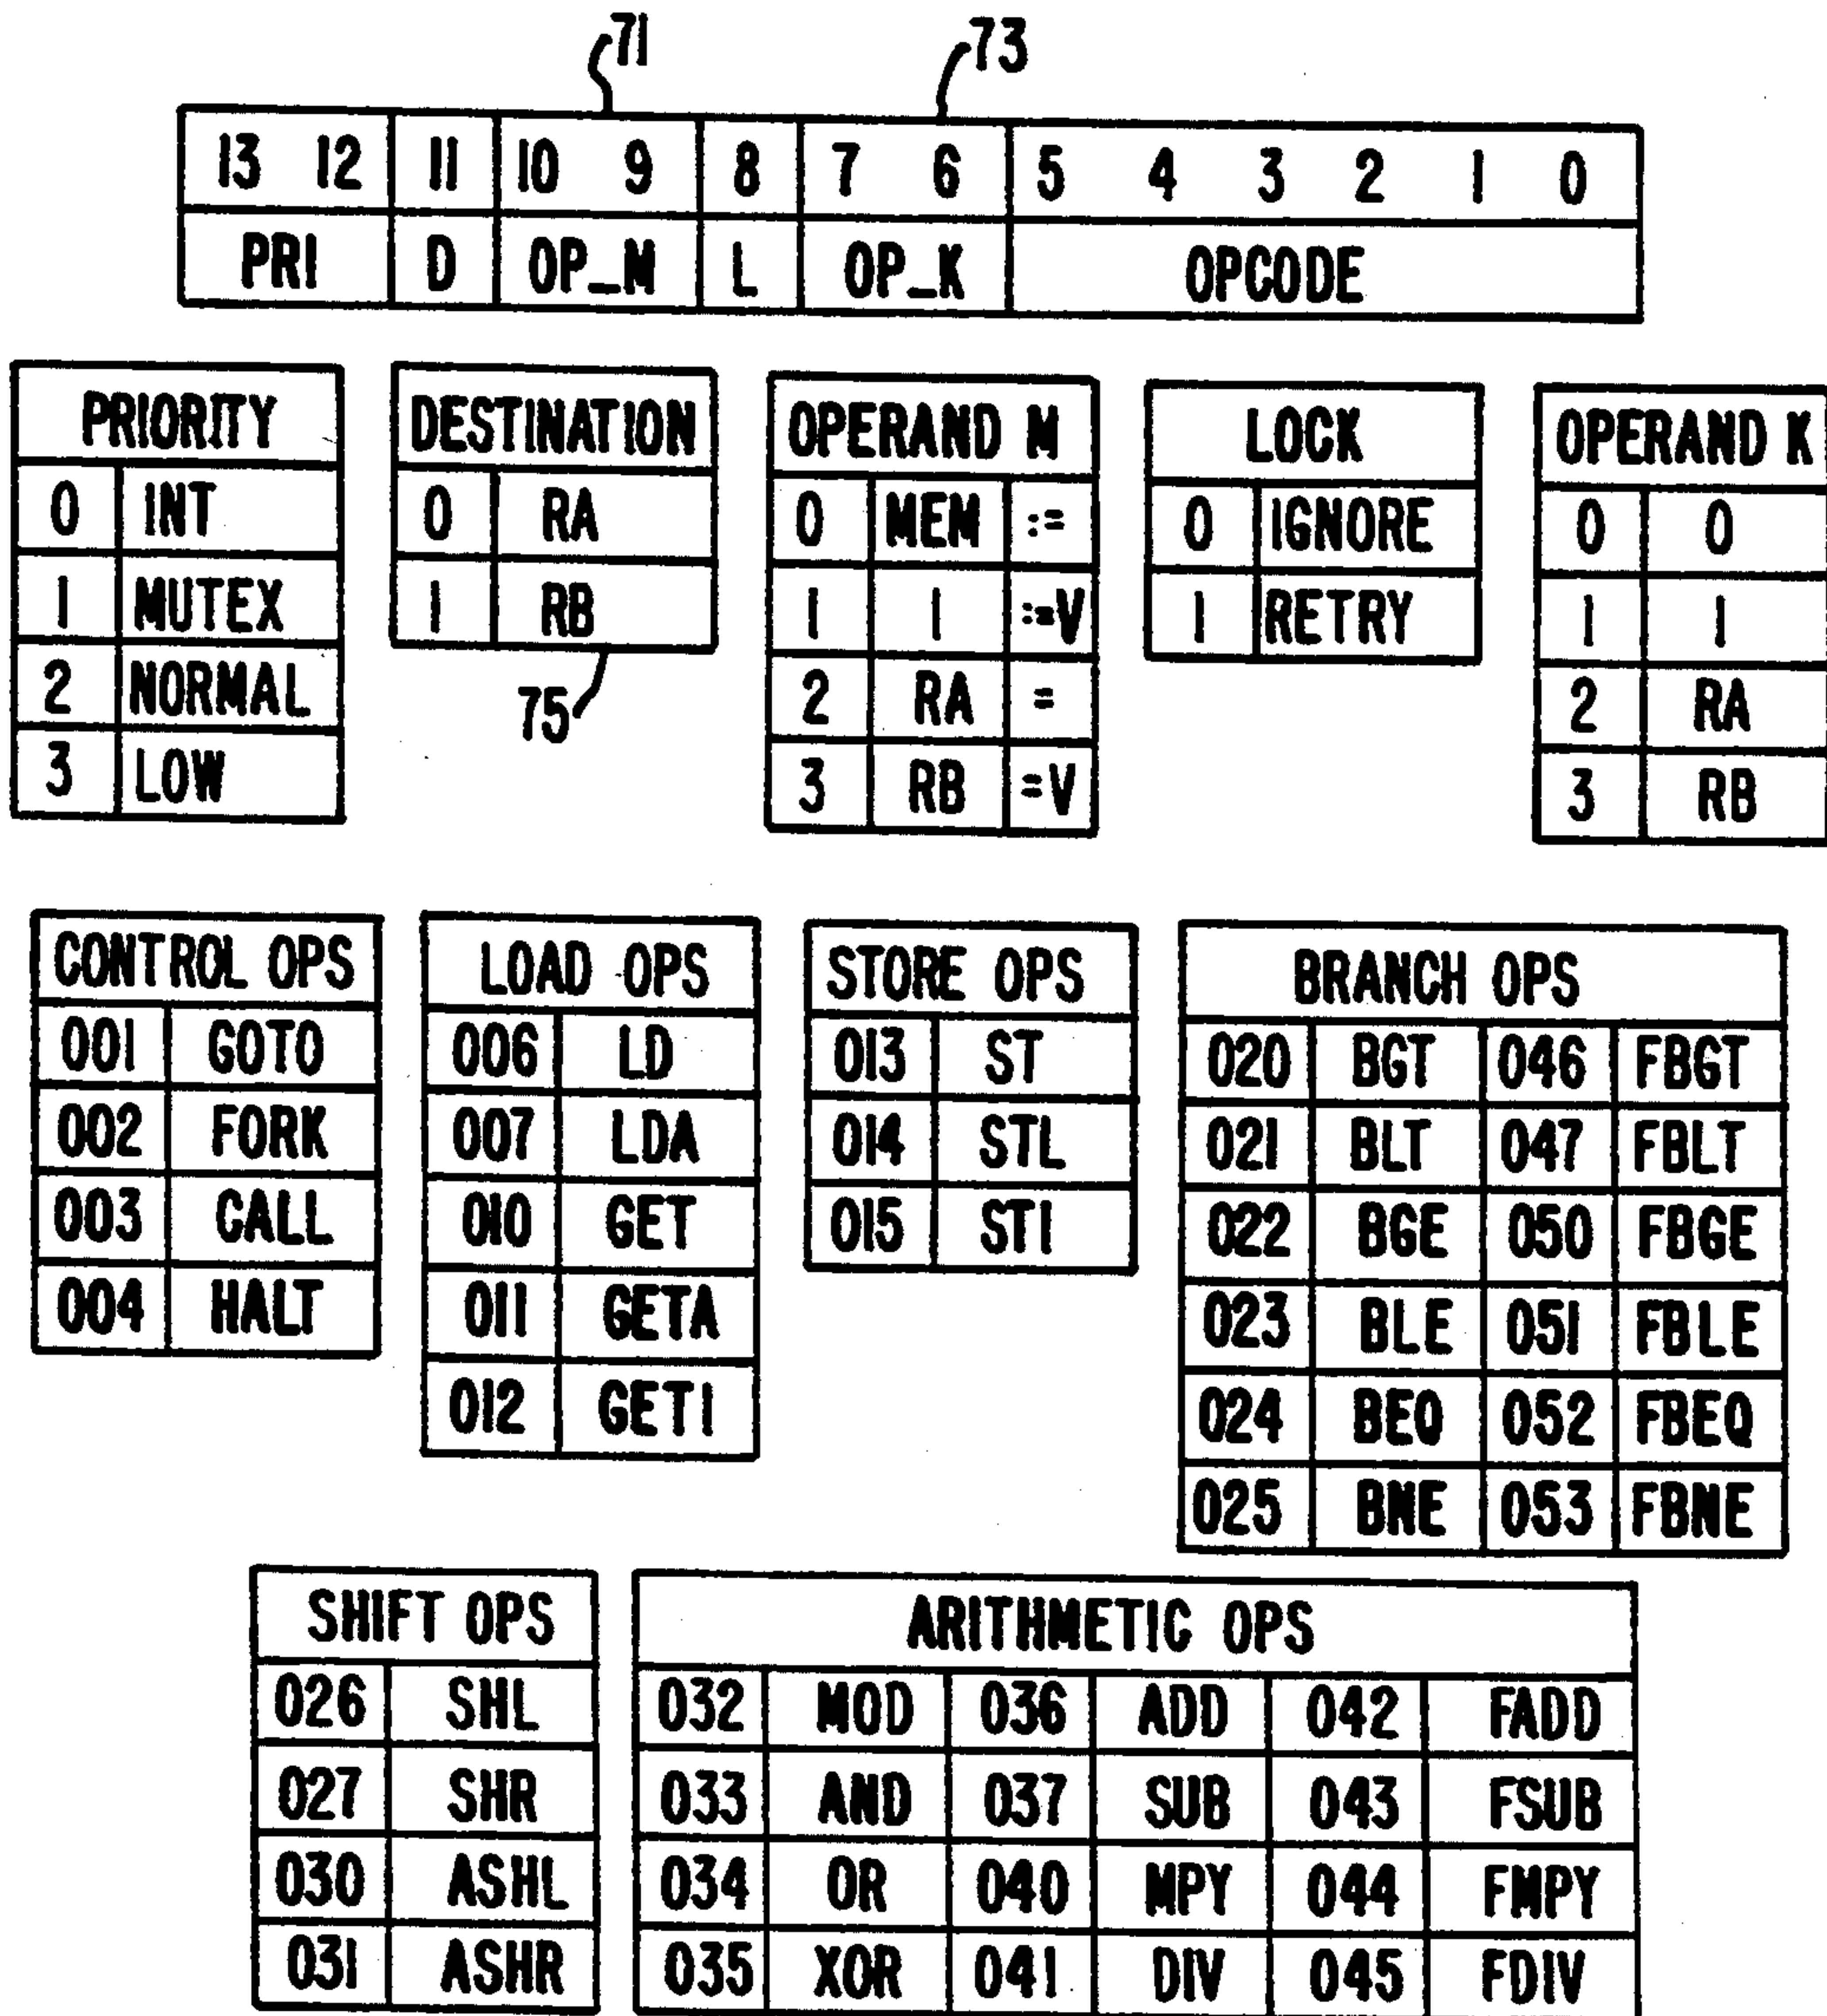 71 73
13 12 11 10 9 8 7 6 5 4 3 2 1 0
PRI D OP_M L OP_K OPCODE
PRIORITY
0 INT
1 MUTEX
2 NORMAL
3 LOW
DESTINATION
0 RA
1 RB
75
OPERAND M
0 MEM :=
1 1 :=V
2 RA =
3 RB =V
LOCK
0 IGNORE
1 RETRY
OPERAND K
0 0
1 1
2 RA
3 RB
CONTROL OPS
001 GOTO
002 FORK
003 CALL
004 HALT
LOAD OPS
006 LD
007 LDA
010 GET
011 GETA
012 GETI
STORE OPS
013 ST
014 STL
015 STI
BRANCH OPS
020 BGT 046 FBGT
021 BLT 047 FBLT
022 BGE 050 FBGE
023 BLE 051 FBLE
024 BEQ 052 FBEQ
025 BNE 053 FBNE
SHIFT OPS
026 SHL
027 SHR
030 ASHL
031 ASHR
ARITHMETIC OPS
032 MOD 036 ADD 042 FADD
033 AND 037 SUB 043 FSUB
034 OR 040 MPY 044 FMPY
035 XOR 041 DIV 045 FDIV